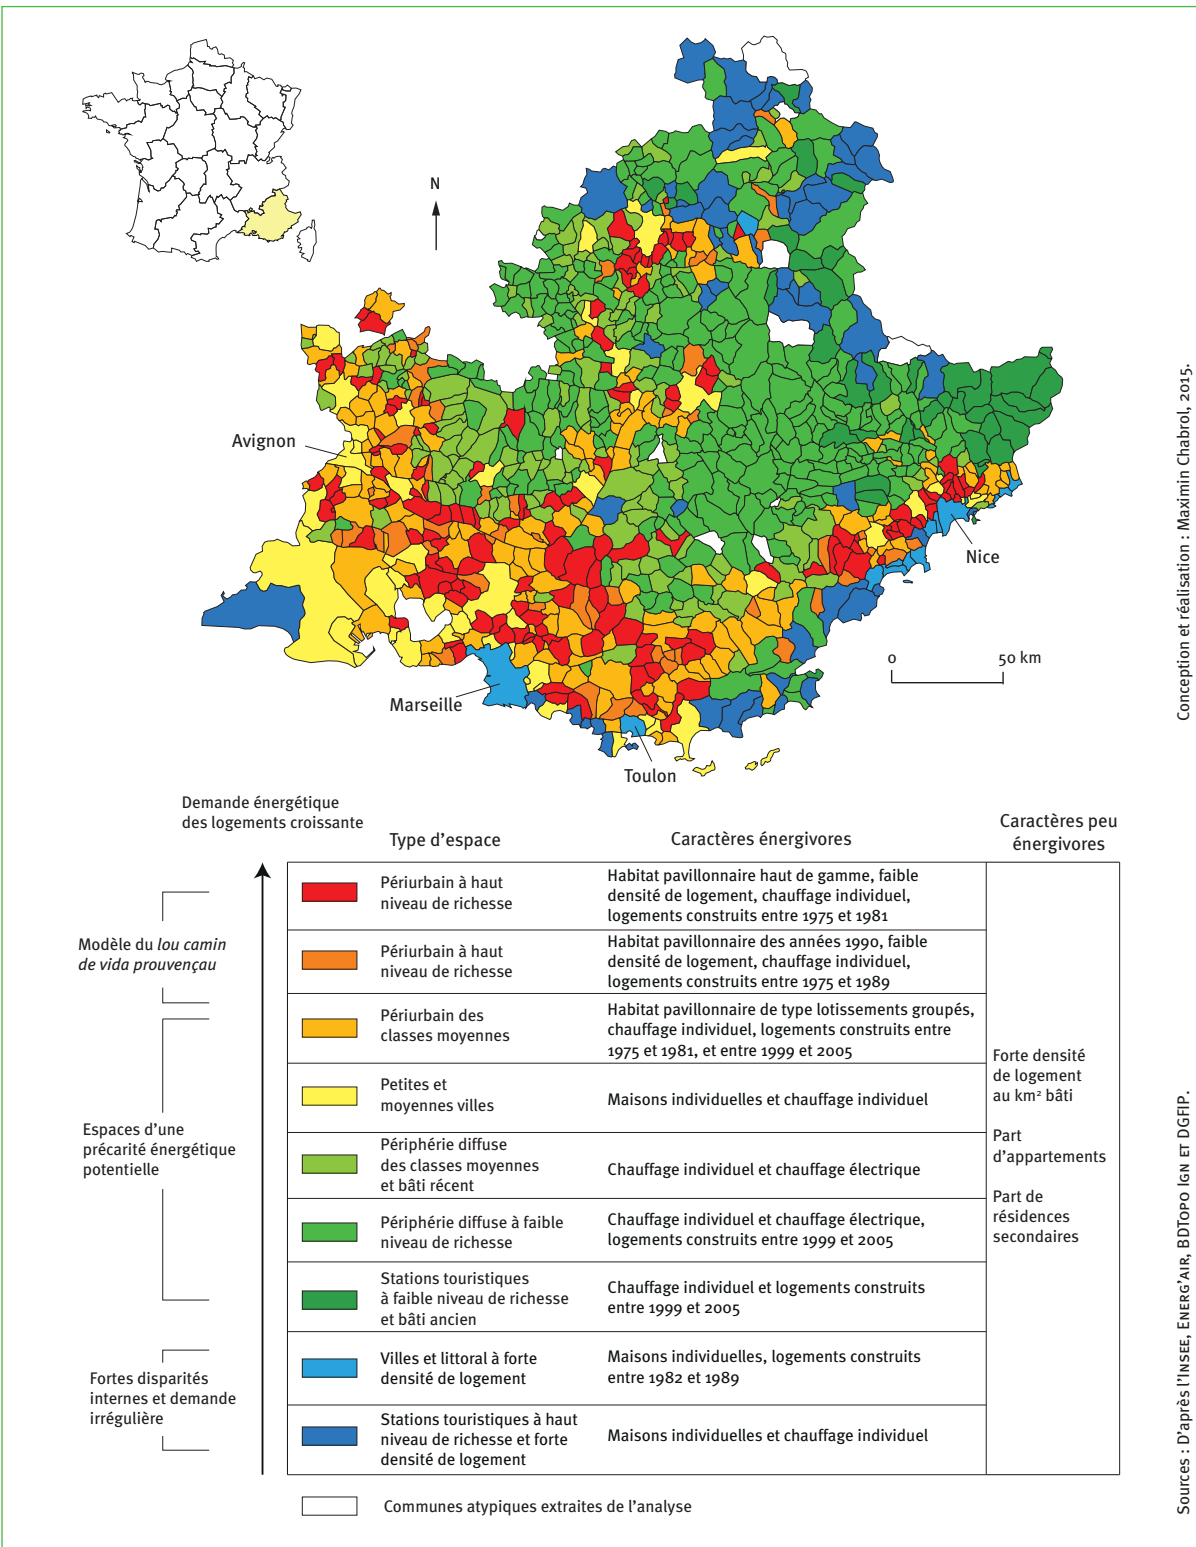 N
Avignon
Nice
Marseille
Toulon
0 50 km
Conception et réalisation : Maximin Chabrol, 2015.
Demande énergétique
des logements croissante
Type d'espace
Caractères énergivores
Caractères peu
énergivores
Modèle du lou camin
de vida prouvençau
Périurbain à haut
niveau de richesse
Habitat pavillonnaire haut de gamme, faible
densité de logement, chauffage individuel,
logements construits entre 1975 et 1981
Périurbain à haut
niveau de richesse
Habitat pavillonnaire des années 1990, faible
densité de logement, chauffage individuel,
logements construits entre 1975 et 1989
Espaces d'une
précarité énergétique
potentielle
Périurbain des
classes moyennes
Habitat pavillonnaire de type lotissements groupés,
chauffage individuel, logements construits entre
1975 et 1981, et entre 1999 et 2005
Petites et
moyennes villes
Maisons individuelles et chauffage individuel
Périphérie diffuse
des classes moyennes
et bâti récent
Chauffage individuel et chauffage électrique
Périphérie diffuse à faible
niveau de richesse
Chauffage individuel et chauffage électrique,
logements construits entre 1999 et 2005
Stations touristiques
à faible niveau de richesse
et bâti ancien
Chauffage individuel et logements construits
entre 1999 et 2005
Fortes disparités
internes et demande
irrégulière
Villes et littoral à forte
densité de logement
Maisons individuelles, logements construits
entre 1982 et 1989
Stations touristiques à haut
niveau de richesse et forte
densité de logement
Maisons individuelles et chauffage individuel
Forte densité
de logement
au km² bâti
Part
d'appartements
Part de
résidences
secondaires
Communes atypiques extraites de l'analyse
Sources : D'après l'INSEE, ENERG'AIR, BDTOPO IGN ET DGFIP.